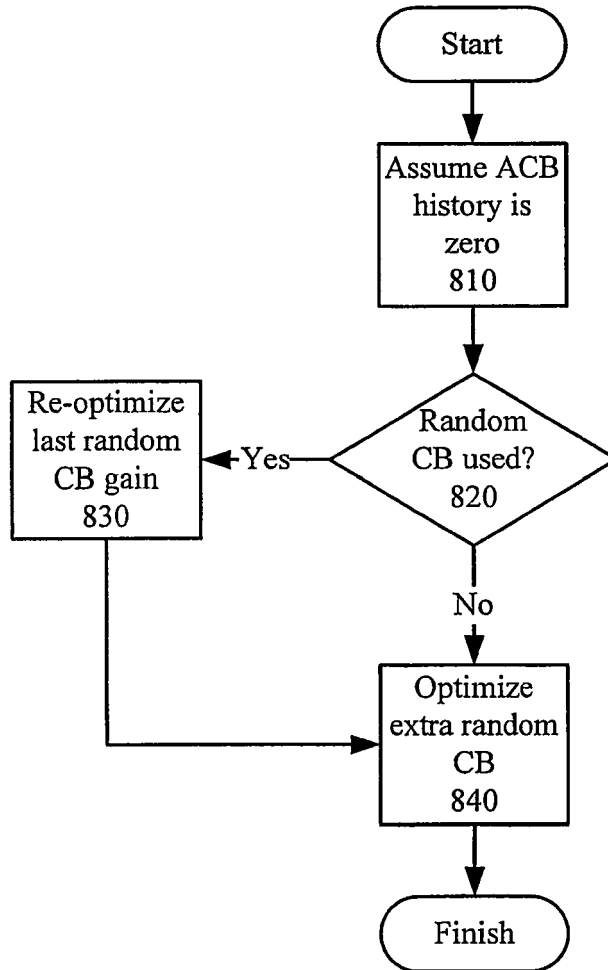 Start
Assume ACB
history is
zero
810
Random
CB used?
820
Yes
Re-optimize
last random
CB gain
830
No
Optimize
extra random
CB
840
Finish